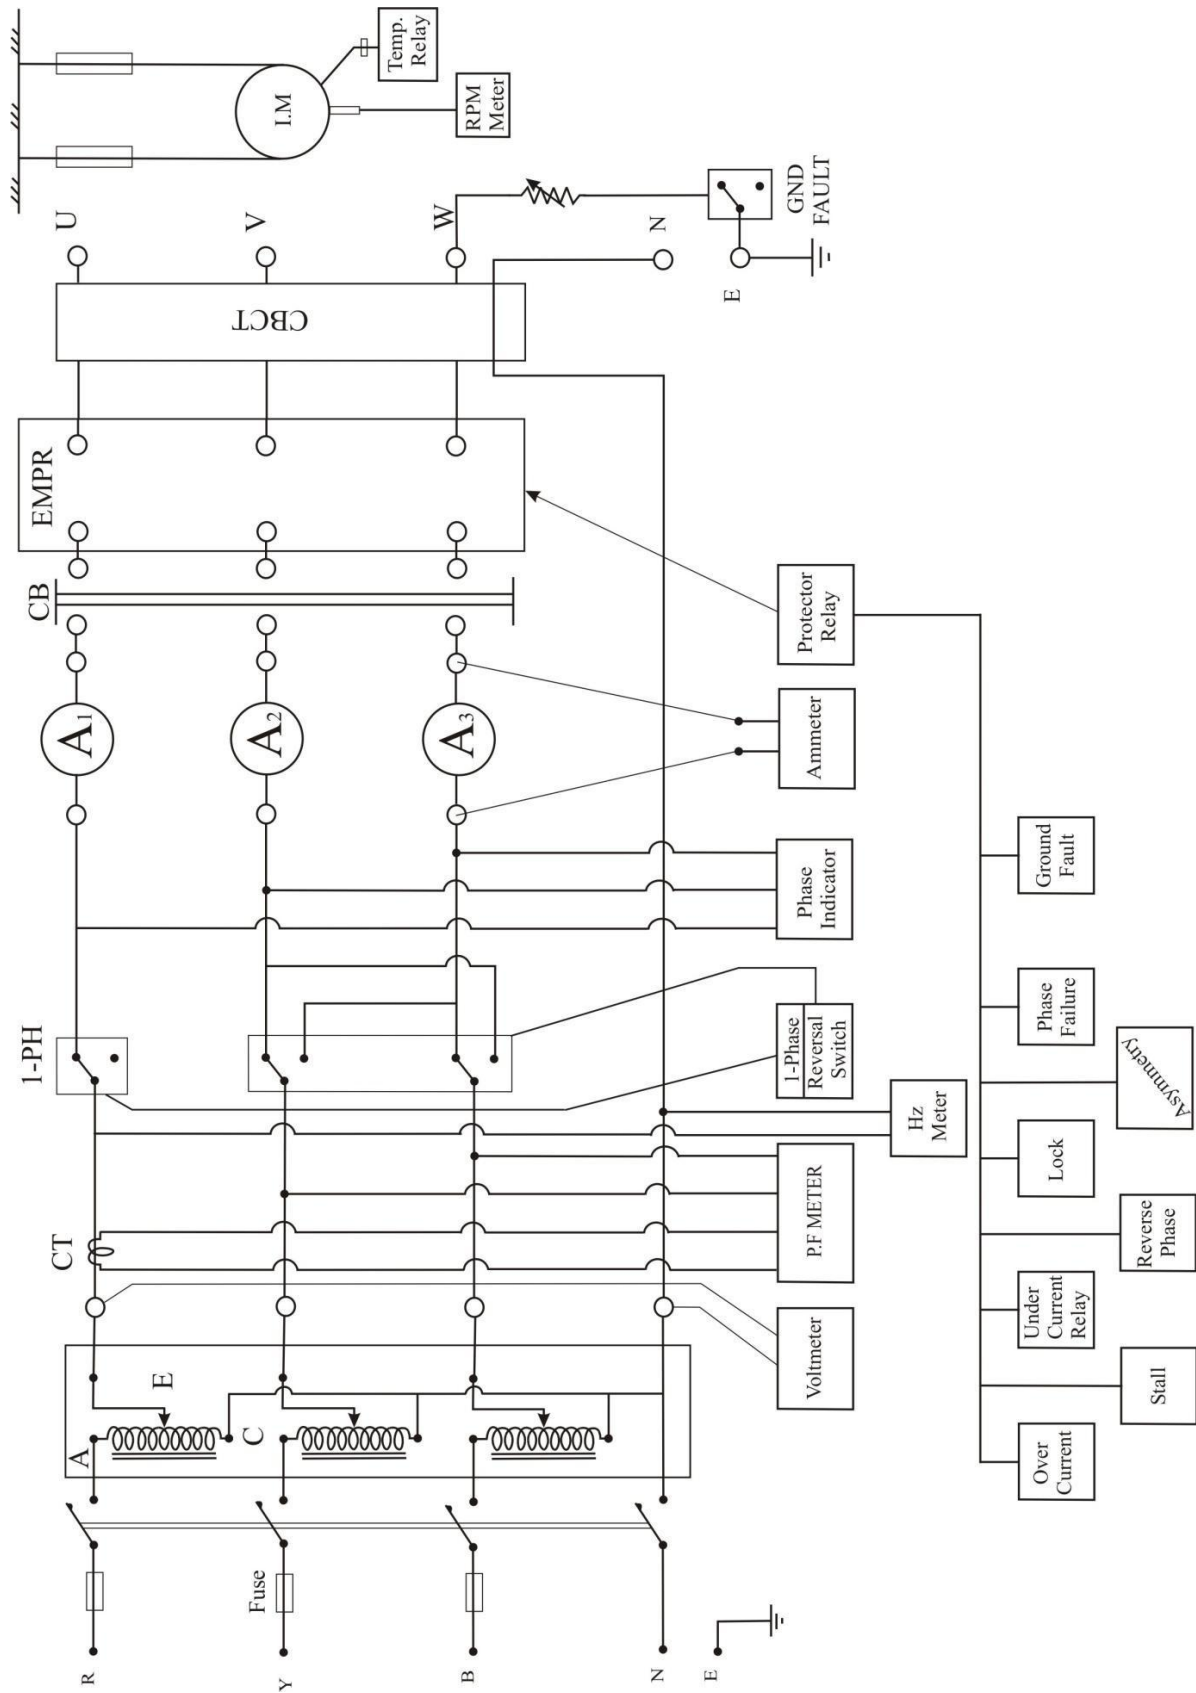 R
Y
B
N
E
Fuse
A
E
C
CT
1-PH
A1
A2
A3
CB
EMPR
CBCT
U
V
W
N
E
GND
FAULT
I.M
Temp.
Relay
RPM
Meter
Voltmeter
P.F METER
Hz
Meter
1-Phase
Reversal
Switch
Phase
Indicator
Ammeter
Protector
Relay
Over
Current
Stall
Under
Current
Relay
Reverse
Phase
Lock
Asymmetry
Phase
Failure
Ground
Fault